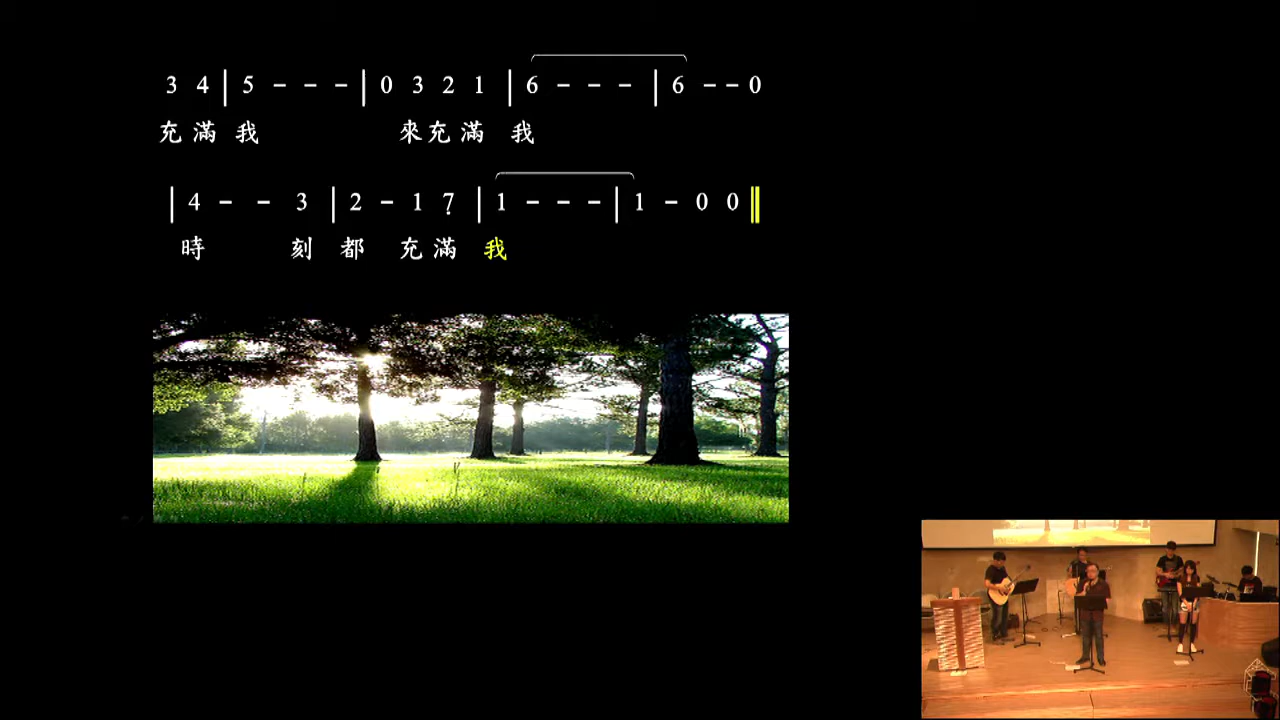 3 4 | 5 - - - | 0 3 2 1 | 6 - - - | 6 - - 0
充滿我 來充滿我
| 4 - - 3 | 2 - 1 7̣ | 1 - - - | 1 - 0 0 ‖
時 刻 都 充滿 我